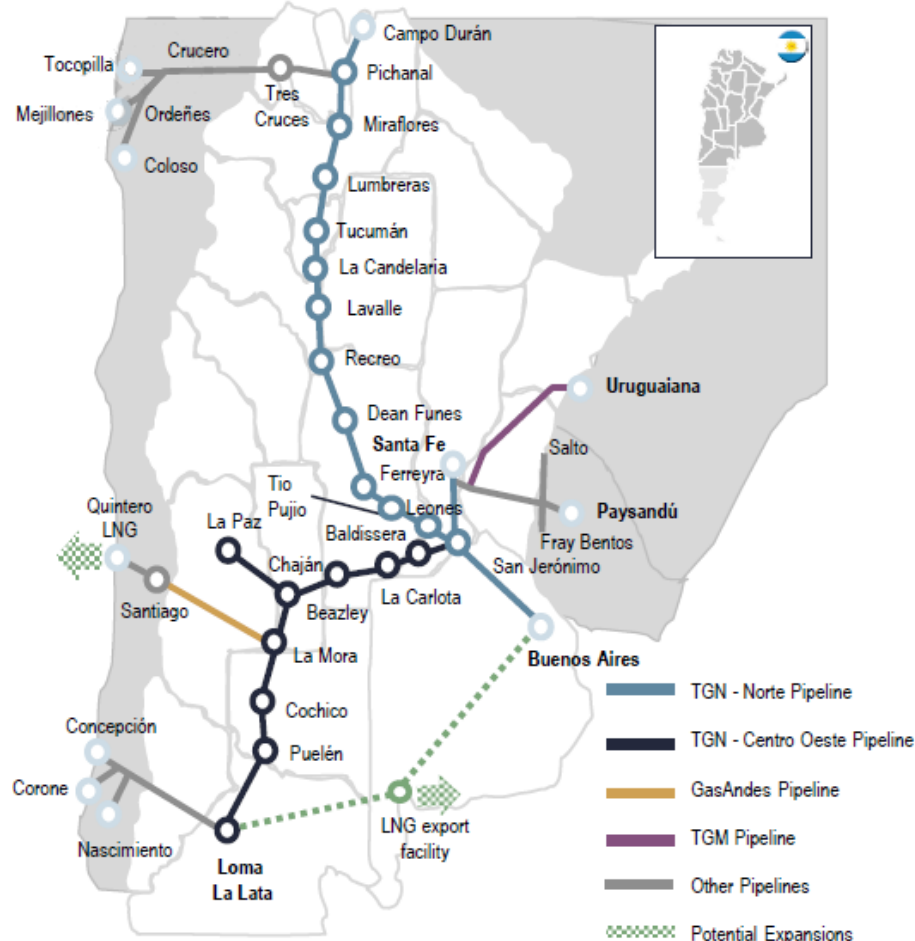 Campo Durán
Crucero
Tocopilla
Pichanal
Tres
Cruces
Mejillones
Ordeñes
Miraflores
Coloso
Lumbreras
Tucumán
La Candelaria
Lavalle
Recreo
Uruguaiana
Dean Funes
Santa Fe
Salto
Ferreyra
Tio
Pujio
Quintero
LNG
Leones
Paysandú
La Paz
Baldissera
Fray Bentos
Chaján
San Jerónimo
La Carlota
Santiago
Beazley
La Mora
Buenos Aires
TGN - Norte Pipeline
Cochico
Concepción
TGN - Centro Oeste Pipeline
Puelén
Corone
GasAndes Pipeline
LNG export
facility
TGM Pipeline
Nascimiento
Loma
La Lata
Other Pipelines
Potential Expansions